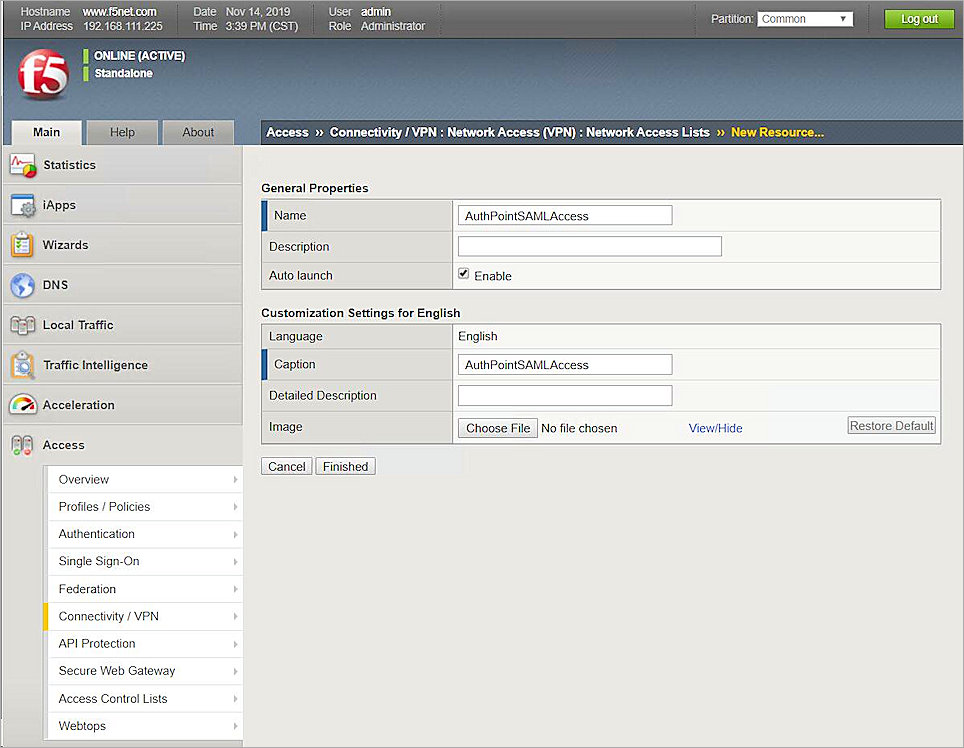 Hostname www.f5net.com Date Nov 14, 2019 User admin
IP Address 192.168.111.225 Time 3:39 PM (CST) Role Administrator
Partition: Common Log out
f5
ONLINE (ACTIVE)
Standalone
Main Help About
Access ›› Connectivity / VPN : Network Access (VPN) : Network Access Lists ›› New Resource...
Statistics
iApps
Wizards
DNS
Local Traffic
Traffic Intelligence
Acceleration
Access
Overview
Profiles / Policies
Authentication
Single Sign-On
Federation
Connectivity / VPN
API Protection
Secure Web Gateway
Access Control Lists
Webtops
General Properties
Name AuthPointSAMLAccess
Description
Auto launch Enable
Customization Settings for English
Language English
Caption AuthPointSAMLAccess
Detailed Description
Image Choose File No file chosen View/Hide Restore Default
Cancel Finished